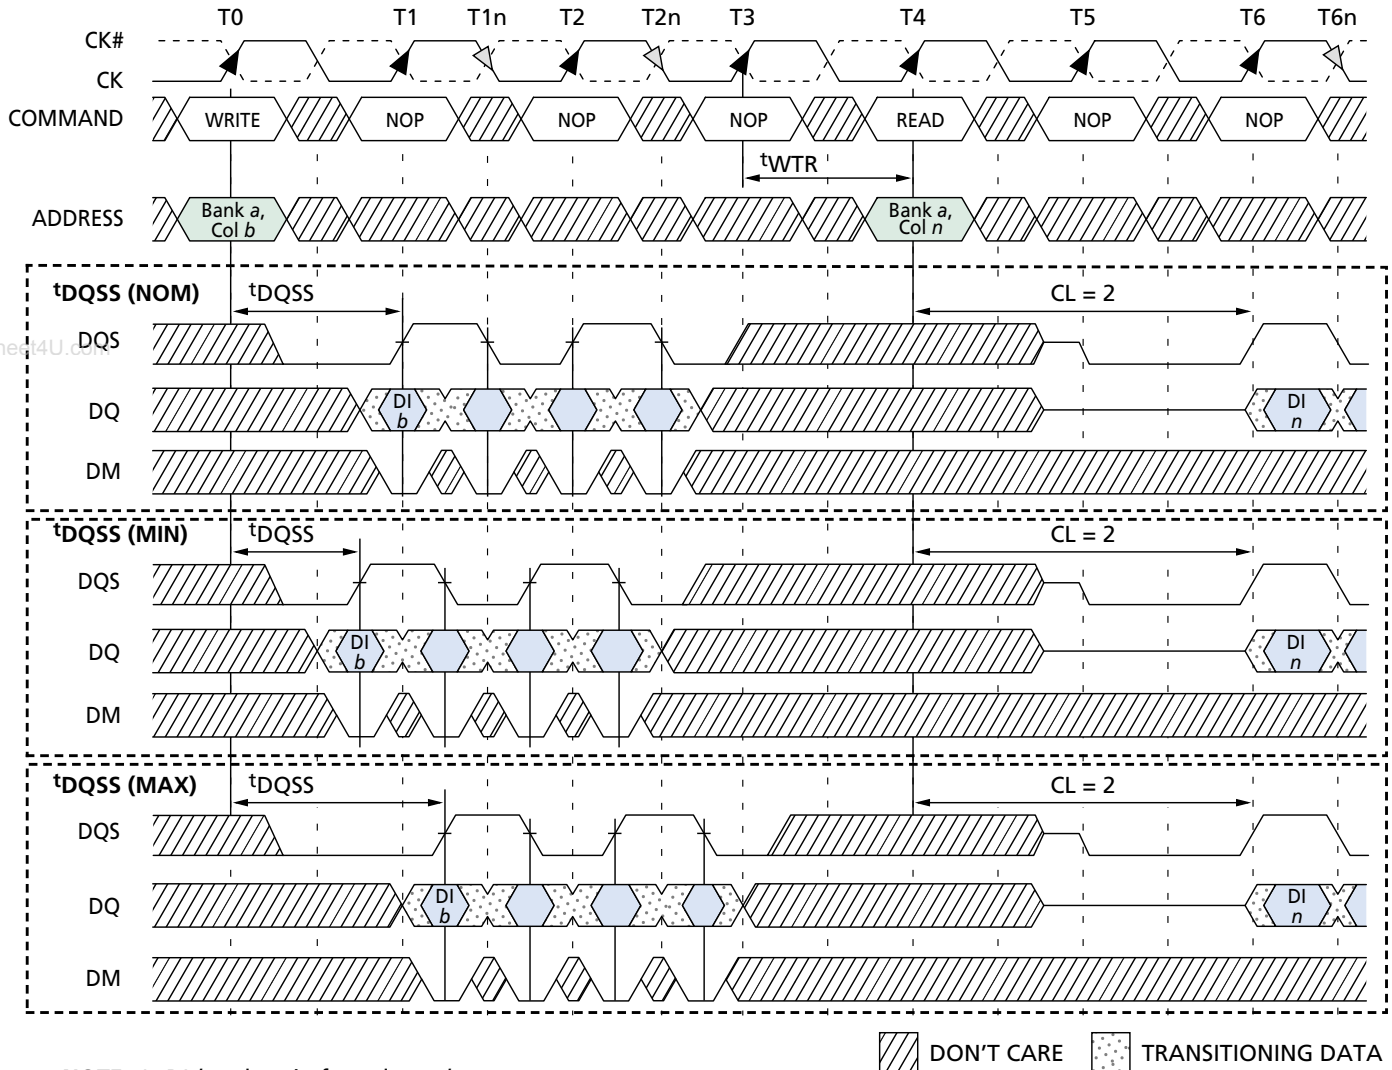 T0 T1 T1n T2 T2n T3 T4 T5 T6 T6n
CK#
CK
COMMAND WRITE NOP NOP NOP READ NOP NOP
tWTR
ADDRESS Bank a, Col b Bank a, Col n
tDQSS (NOM) tDQSS CL = 2
DQS
DQ DI b DI n
DM
tDQSS (MIN) tDQSS CL = 2
DQS
DQ DI b DI n
DM
tDQSS (MAX) tDQSS CL = 2
DQS
DQ DI b DI n
DM
DON'T CARE TRANSITIONING DATA